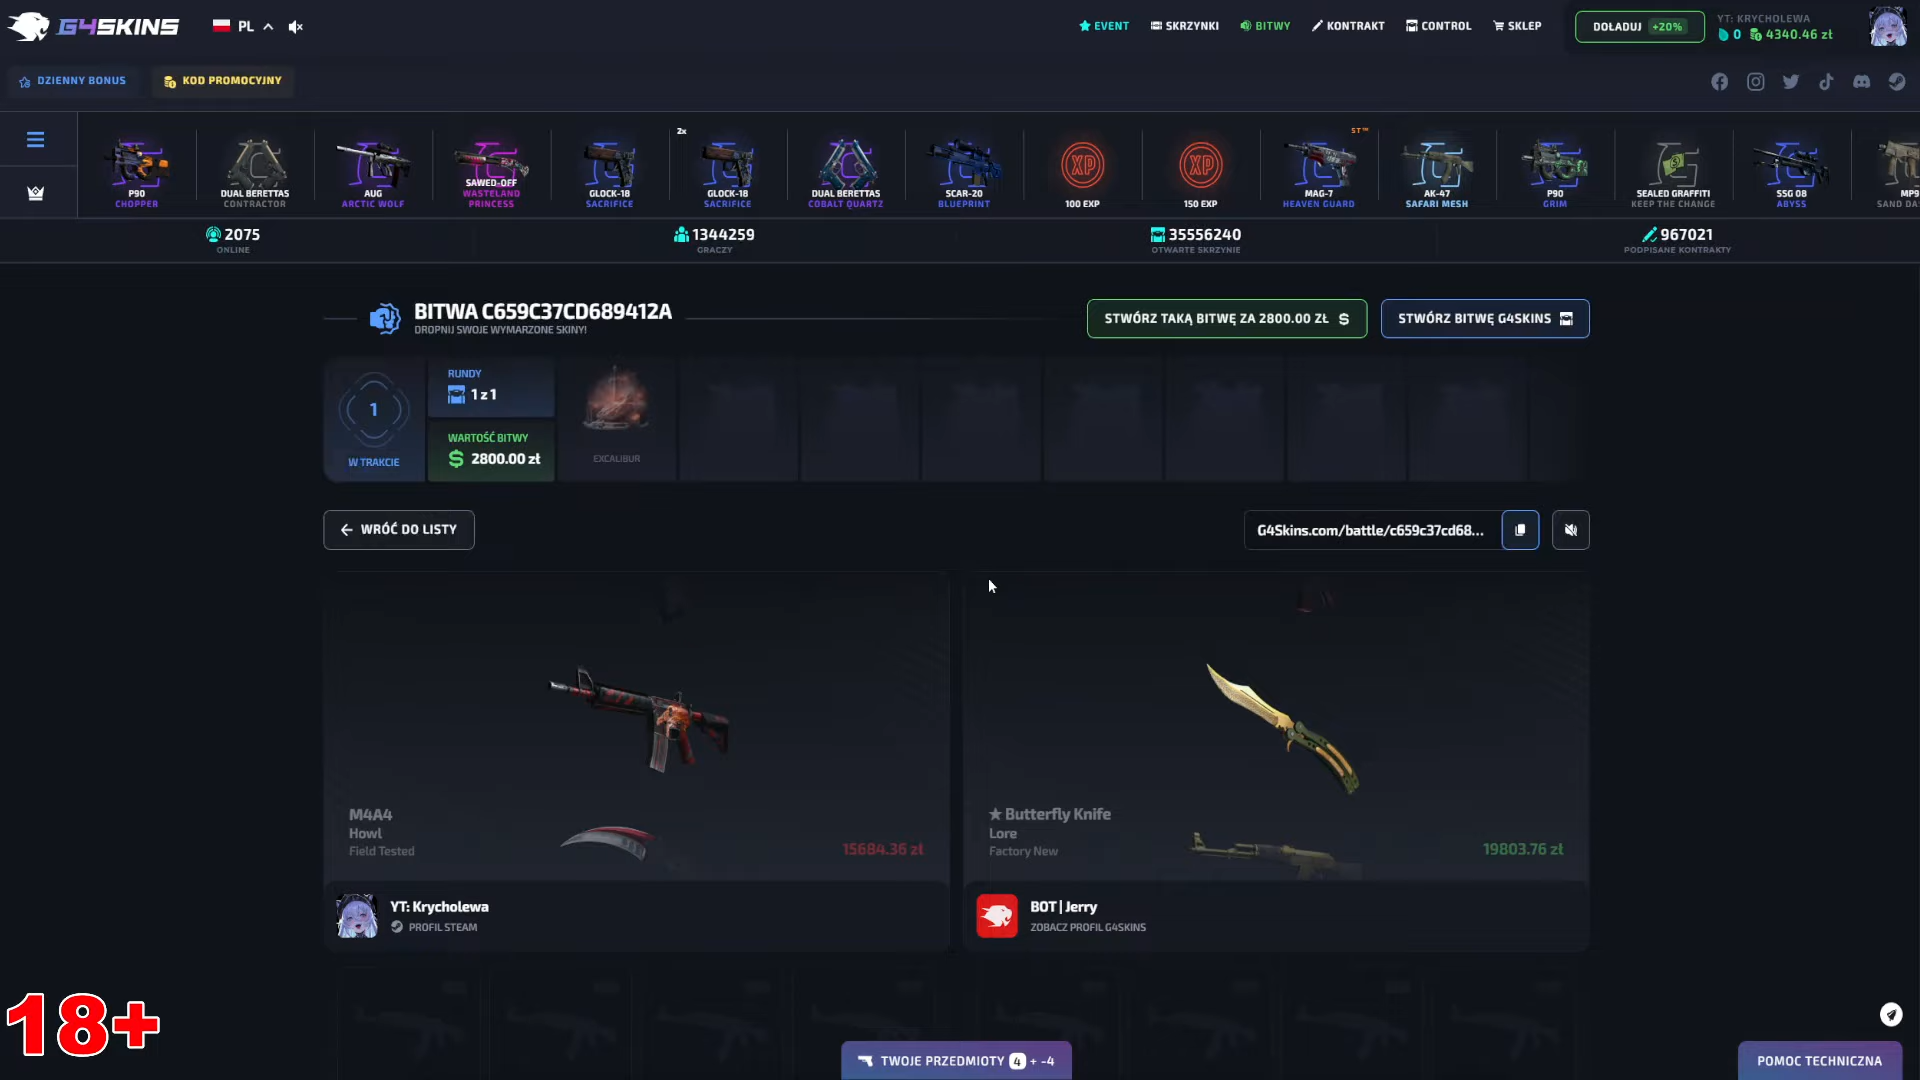 G4SKINS
PL
EVENT
SKRZYNKI
BITWY
KONTRAKT
CONTROL
SKLEP
DOŁADUJ +20%
YT: KRYCHOLEWA
0 4340.46 zł
DZIENNY BONUS
KOD PROMOCYJNY
P90
CHOPPER
DUAL BERETTAS
CONTRACTOR
AUG
ARCTIC WOLF
SAWED-OFF
WASTELAND
PRINCESS
GLOCK-18
SACRIFICE
2x
GLOCK-18
SACRIFICE
DUAL BERETTAS
COBALT QUARTZ
SCAR-20
BLUEPRINT
XP
100 EXP
XP
150 EXP
ST™
MAG-7
HEAVEN GUARD
AK-47
SAFARI MESH
P90
GRIM
SEALED GRAFFITI
KEEP THE CHANGE
SSG 08
ABYSS
MP9
SAND DA
2075
ONLINE
1344259
GRACZY
35556240
OTWARTE SKRZYNIE
967021
PODPISANE KONTRAKTY
BITWA C659C37CD689412A
DROPNIJ SWOJE WYMARZONE SKINY!
STWÓRZ TAKĄ BITWĘ ZA 2800.00 ZŁ
STWÓRZ BITWĘ G4SKINS
1
W TRAKCIE
RUNDY
1 z 1
WARTOŚĆ BITWY
2800.00 zł
EXCALIBUR
WRÓĆ DO LISTY
G4Skins.com/battle/c659c37cd68...
M4A4
Howl
Field Tested
15684.36 zł
★ Butterfly Knife
Lore
Factory New
19803.76 zł
YT: Krycholewa
PROFIL STEAM
BOT | Jerry
ZOBACZ PROFIL G4SKINS
18+
TWOJE PRZEDMIOTY 4 + -4
POMOC TECHNICZNA